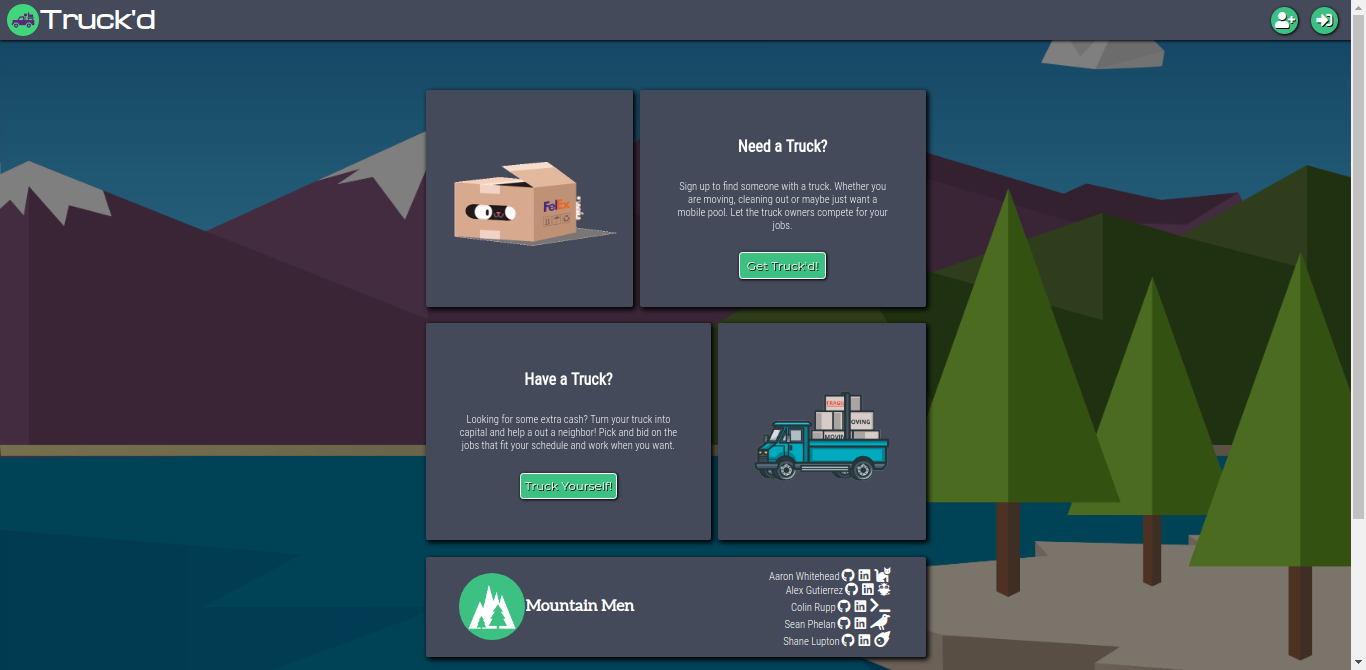 Truck'd
FelEx
Need a Truck?
Sign up to find someone with a truck. Whether you
are moving, cleaning out or maybe just want a
mobile pool. Let the truck owners compete for your
jobs.
Get Truck'd!
Have a Truck?
Looking for some extra cash? Turn your truck into
capital and help a out a neighbor! Pick and bid on the
jobs that fit your schedule and work when you want.
Truck Yourself!
FRAGIL
OVING
MOVIN
Mountain Men
Aaron Whitehead
Alex Gutierrez
Colin Rupp
Sean Phelan
Shane Lupton